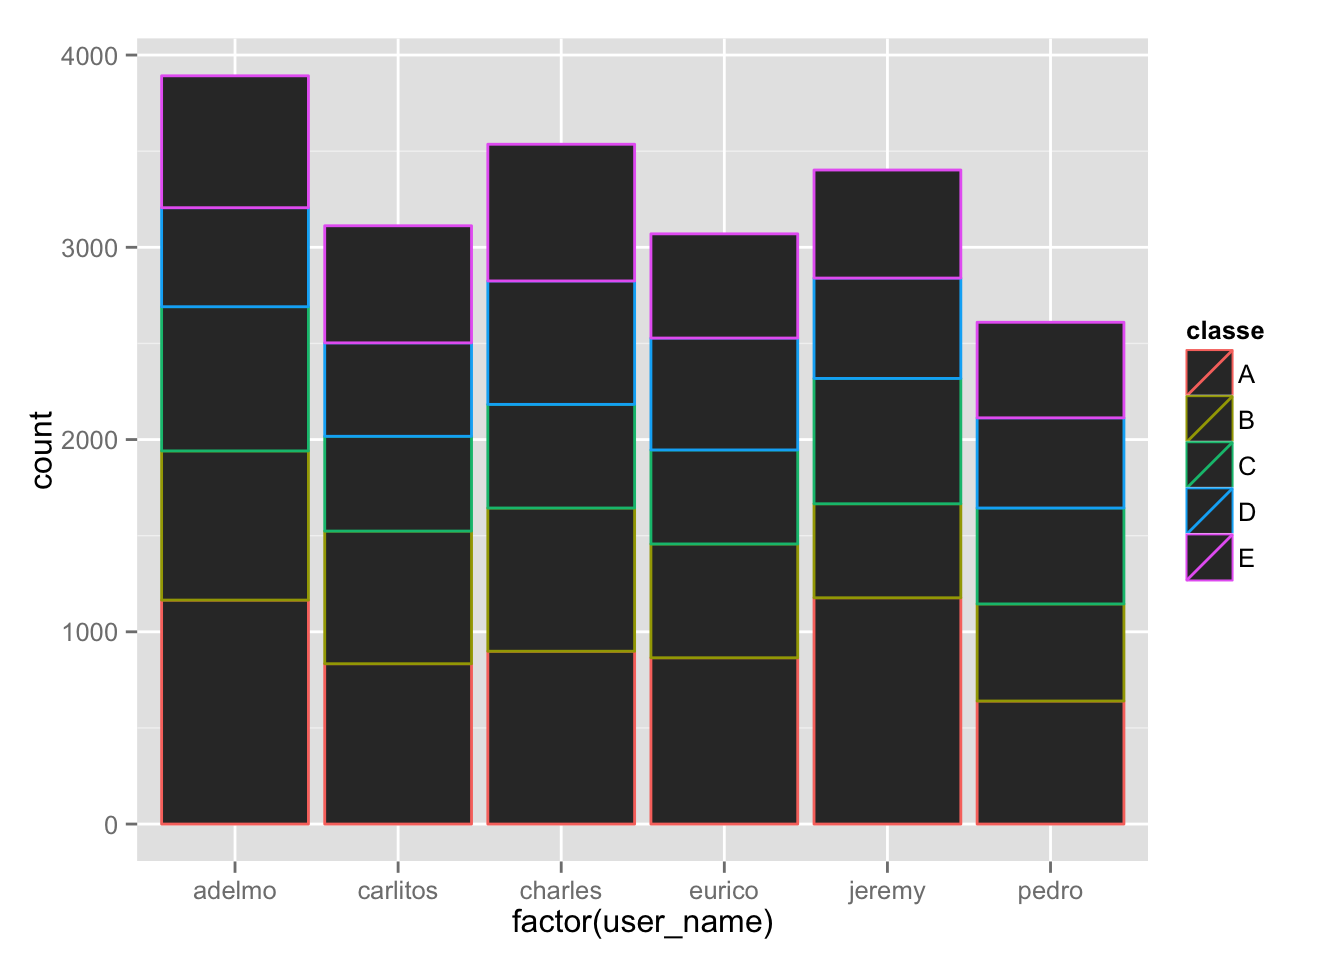 4000
3000
2000
1000
0
count
adelmo carlitos charles eurico jeremy pedro
factor(user_name)
classe
A
B
C
D
E